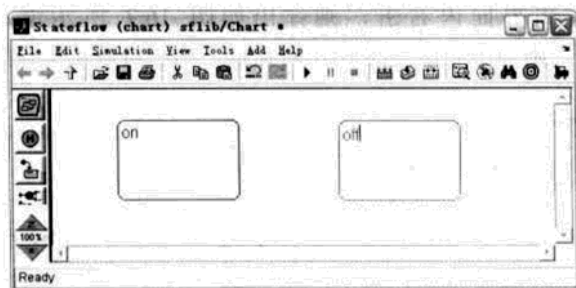 Stateflow (chart) sflib/Chart *
File Edit Simulation View Tools Add Help
on
off
100%
Ready